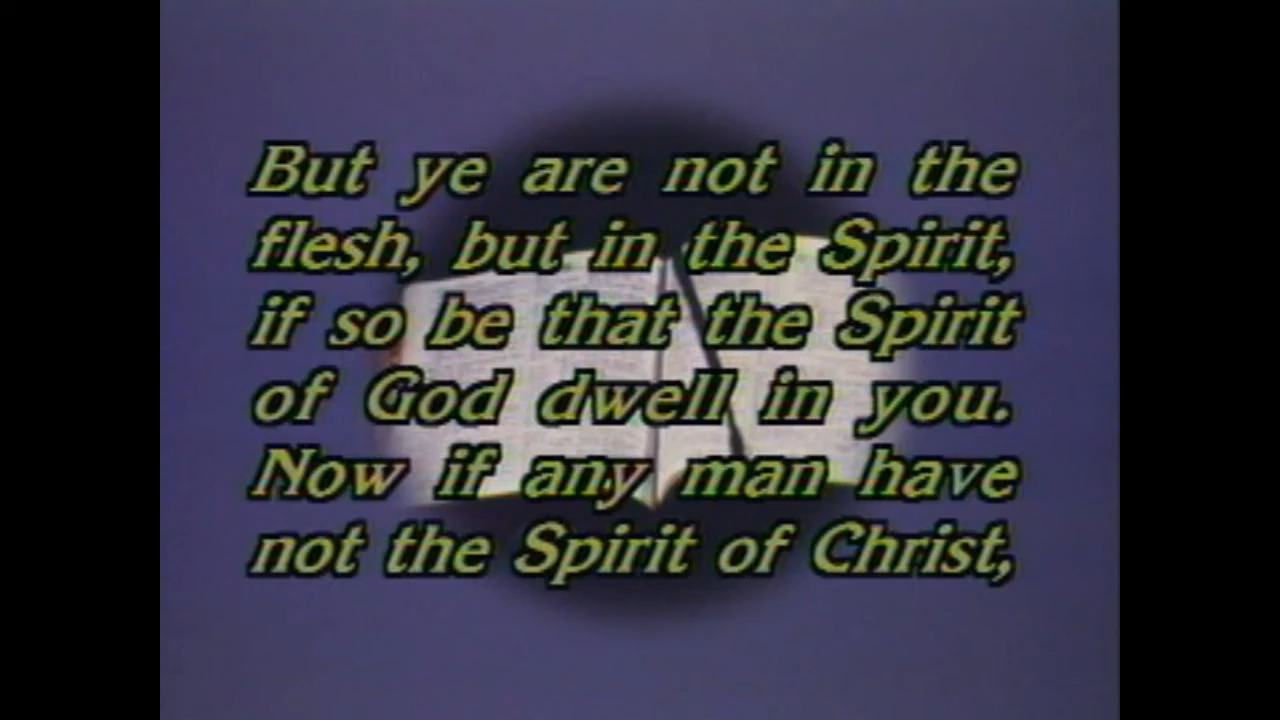 But ye are not in the
flesh, but in the Spirit,
if so be that the Spirit
of God dwell in you.
Now if any man have
not the Spirit of Christ,